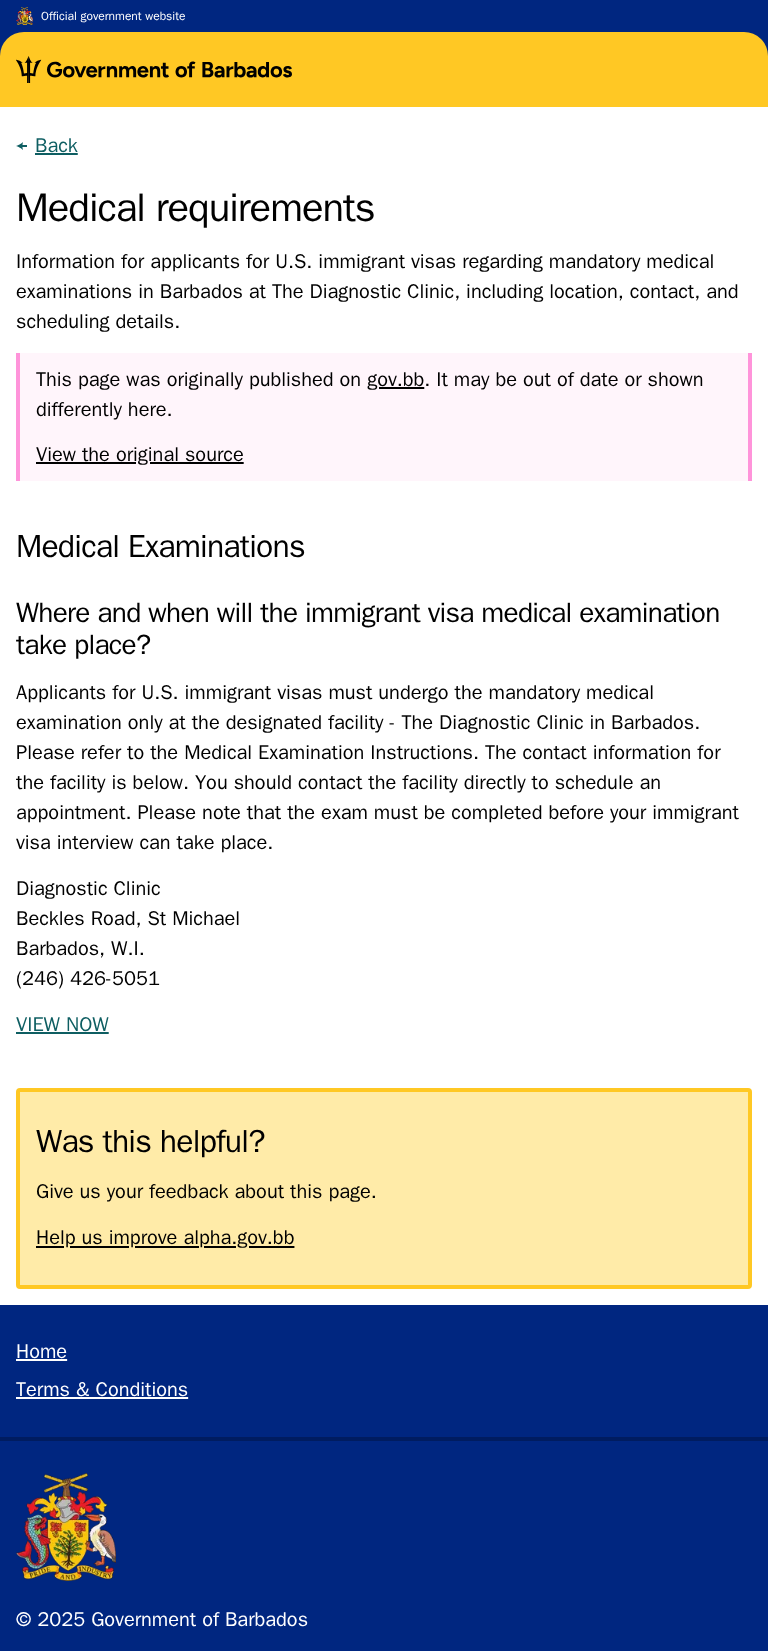 Official government website
Government of Barbados
Back
Medical requirements
Information for applicants for U.S. immigrant visas regarding mandatory medical
examinations in Barbados at The Diagnostic Clinic, including location, contact, and
scheduling details.
This page was originally published on gov.bb. It may be out of date or shown
differently here.
View the original source
Medical Examinations
Where and when will the immigrant visa medical examination
take place?
Applicants for U.S. immigrant visas must undergo the mandatory medical
examination only at the designated facility - The Diagnostic Clinic in Barbados.
Please refer to the Medical Examination Instructions. The contact information for
the facility is below. You should contact the facility directly to schedule an
appointment. Please note that the exam must be completed before your immigrant
visa interview can take place.
Diagnostic Clinic
Beckles Road, St Michael
Barbados, W.I.
(246) 426-5051
VIEW NOW
Was this helpful?
Give us your feedback about this page.
Help us improve alpha.gov.bb
Home
Terms & Conditions
PRIDE AND INDUSTRY
© 2025 Government of Barbados